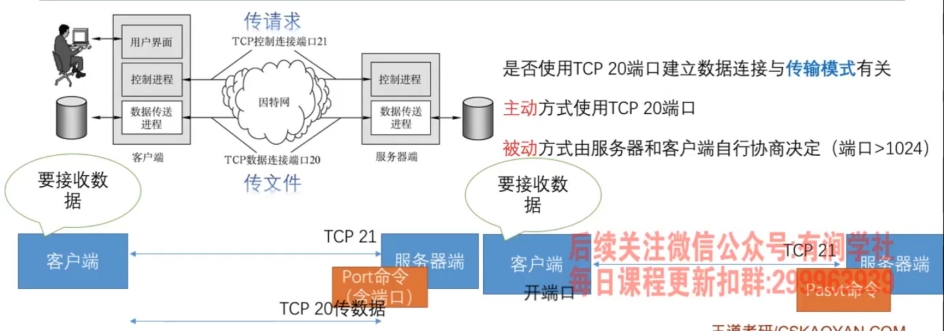 传请求
TCP控制连接端口21
用户界面
控制进程
数据传送
进程
客户端
因特网
控制进程
数据传送
进程
服务器端
TCP数据连接端口20
传文件
是否使用TCP 20端口建立数据连接与传输模式有关
主动方式使用TCP 20端口
被动方式由服务器和客户端自行协商决定（端口>1024）
要接收数
据
客户端
TCP 21
服务器端
Port命令
（含端口）
TCP 20传数据
要接收数
据
客户端
开端口
TCP 21
服务器端
Pasvt命令
后续关注微信公众号:有润学社
每日课程更新扣群:299963939
王道考研/CSKAOYAN.COM